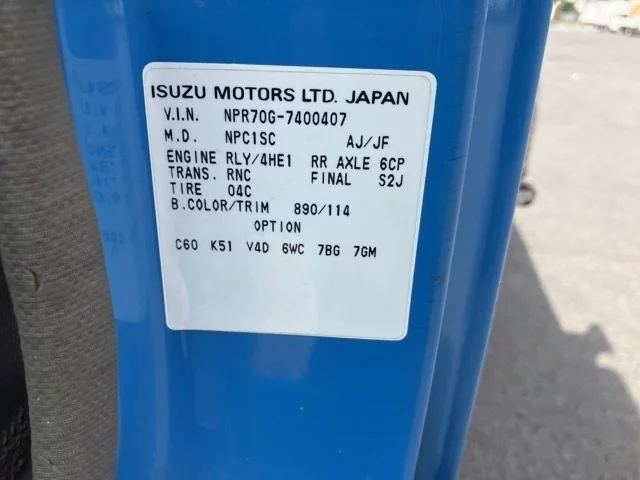 ISUZU MOTORS LTD. JAPAN
V.I.N. NPR70G-7400407
M.D. NPC1SC AJ/JF
ENGINE RLY/4HE1 RR AXLE 6CP
TRANS. RNC FINAL S2J
TIRE 04C
B.COLOR/TRIM 890/114
OPTION
C60 K51 V4D 6WC 7BG 7GM